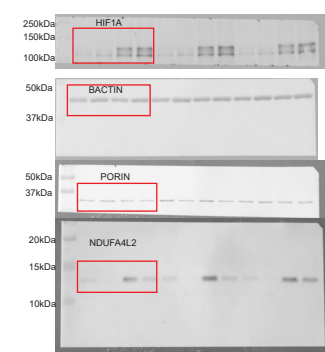 250kDa
HIF1A
150kDa
100kDa
50kDa
BACTIN
37kDa
50kDa
PORIN
37kDa
20kDa
NDUFA4L2
15kDa
10kDa